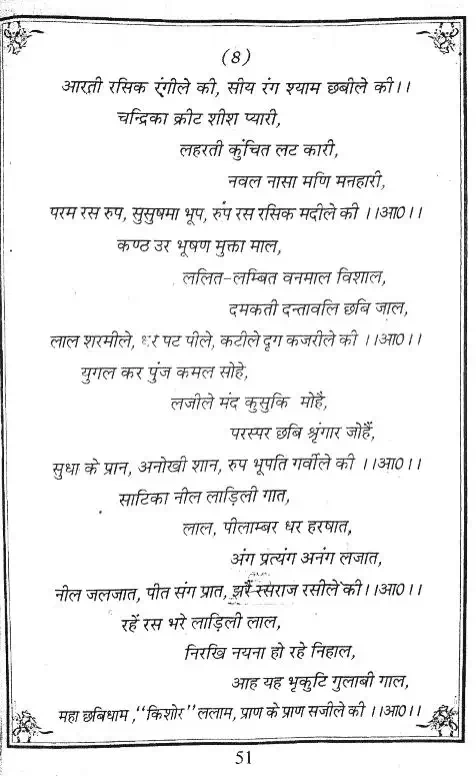 (8)
आरती रसिक रंगीले की, सीय रंग श्याम छबीले की।।
चन्द्रिका क्रीट शीश प्यारी,
लहरती कुंचित लट कारी,
नवल नासा मणि मनहारी,
परम रस रुप, सुसुषमा भूप, रुंप रस रसिक मदीले की ।।आ0।।
कण्ठ उर भूषण मुक्ता माल,
ललित-लम्बित वनमाल विशाल,
दमकती दन्तावलि छबि जाल,
लाल शरमीले, धर पट पीले, कटीले दृग कजरीले की ।।आ0।।
युगल कर पुंज कमल सोहे,
लजीले मंद कुसुकि मोहै,
परस्पर छबि श्रृंगार जोहैं,
सुधा के प्रान, अनोखी शान, रुप भूपति गर्वीले की ।।आ0।।
साटिका नील लाड़िली गात,
लाल, पीलाम्बर धर हरषात,
अंग प्रत्यंग अनंग लजात,
नील जलजात, पीत संग प्रात, झरैं रसराज रसीले की।।आ0।।
रहें रस भरे लाड़िली लाल,
निरखि नयना हो रहे निहाल,
आह यह भृकुटि गुलाबी गाल,
महा छबिधाम ,"किशोर" ललाम, प्राण के प्राण सजीले की ।।आ0।।
51